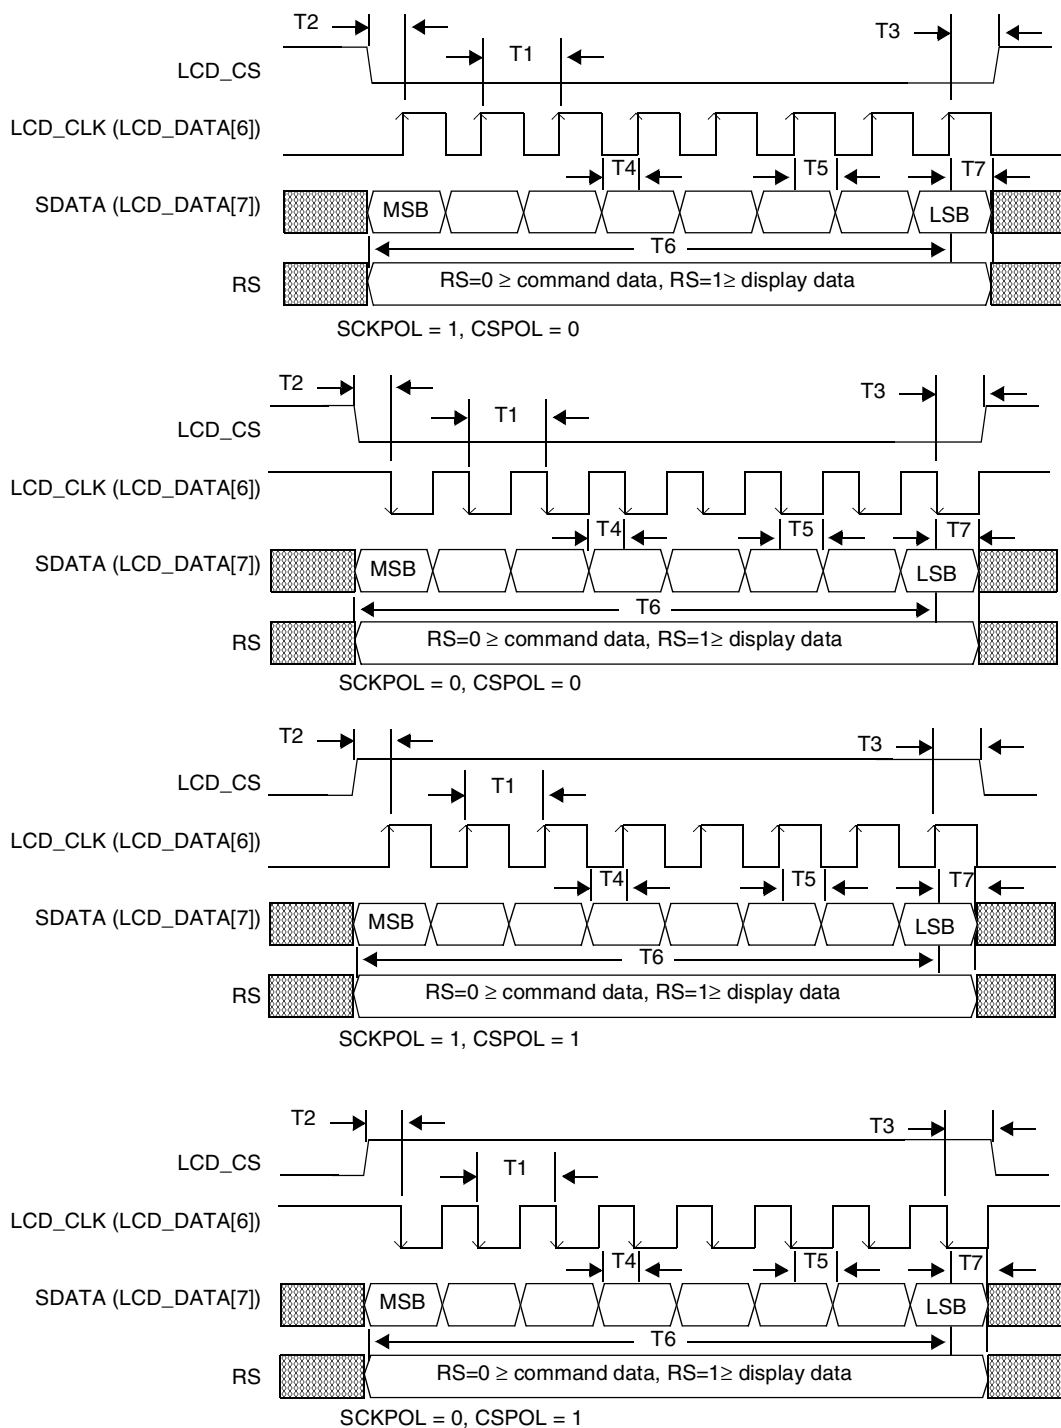 T2
T3
T1
LCD_CS
LCD_CLK (LCD_DATA[6])
T4
T5
T7
SDATA (LCD_DATA[7])
MSB
LSB
T6
RS
RS=0 ≥ command data, RS=1≥ display data
SCKPOL = 1, CSPOL = 0
T2
T3
T1
LCD_CS
LCD_CLK (LCD_DATA[6])
T4
T5
T7
SDATA (LCD_DATA[7])
MSB
LSB
T6
RS
RS=0 ≥ command data, RS=1≥ display data
SCKPOL = 0, CSPOL = 0
T2
T3
T1
LCD_CS
LCD_CLK (LCD_DATA[6])
T4
T5
T7
SDATA (LCD_DATA[7])
MSB
LSB
T6
RS
RS=0 ≥ command data, RS=1≥ display data
SCKPOL = 1, CSPOL = 1
T2
T3
T1
LCD_CS
LCD_CLK (LCD_DATA[6])
T4
T5
T7
SDATA (LCD_DATA[7])
MSB
LSB
T6
RS
RS=0 ≥ command data, RS=1≥ display data
SCKPOL = 0, CSPOL = 1